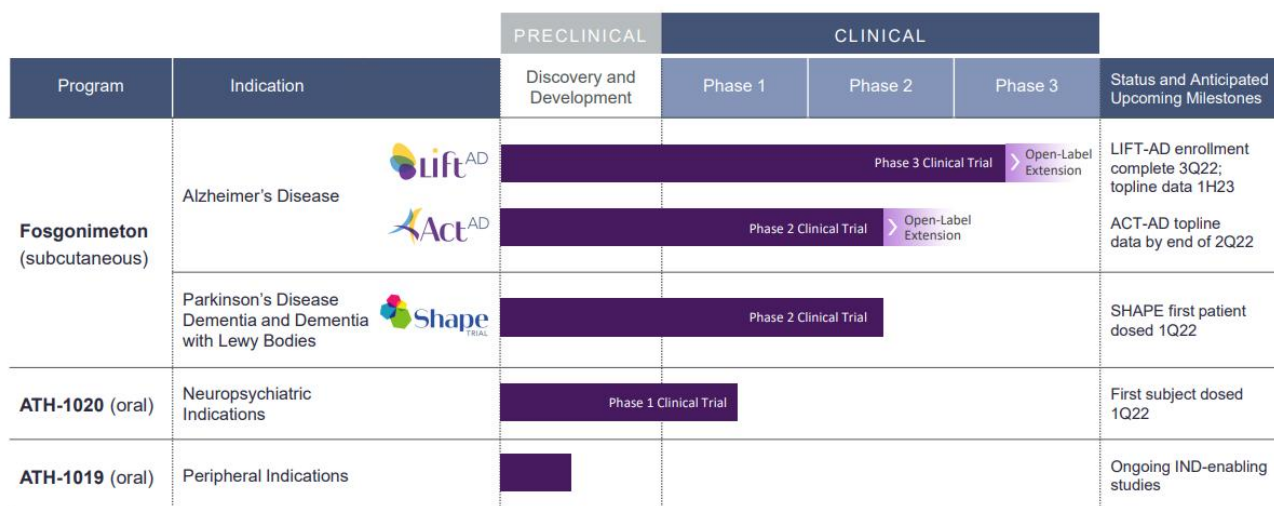 PRECLINICAL
CLINICAL
Program
Indication
Discovery and
Development
Phase 1
Phase 2
Phase 3
Status and Anticipated
Upcoming Milestones
Fosgonimeton
(subcutaneous)
Alzheimer's Disease
Lift AD
Phase 3 Clinical Trial
Open-Label
Extension
LIFT-AD enrollment
complete 3Q22;
topline data 1H23
Act AD
Phase 2 Clinical Trial
Open-Label
Extension
ACT-AD topline
data by end of 2Q22
Parkinson's Disease
Dementia and Dementia
with Lewy Bodies
Shape
TRIAL
Phase 2 Clinical Trial
SHAPE first patient
dosed 1Q22
ATH-1020 (oral)
Neuropsychiatric
Indications
Phase 1 Clinical Trial
First subject dosed
1Q22
ATH-1019 (oral)
Peripheral Indications
Ongoing IND-enabling
studies